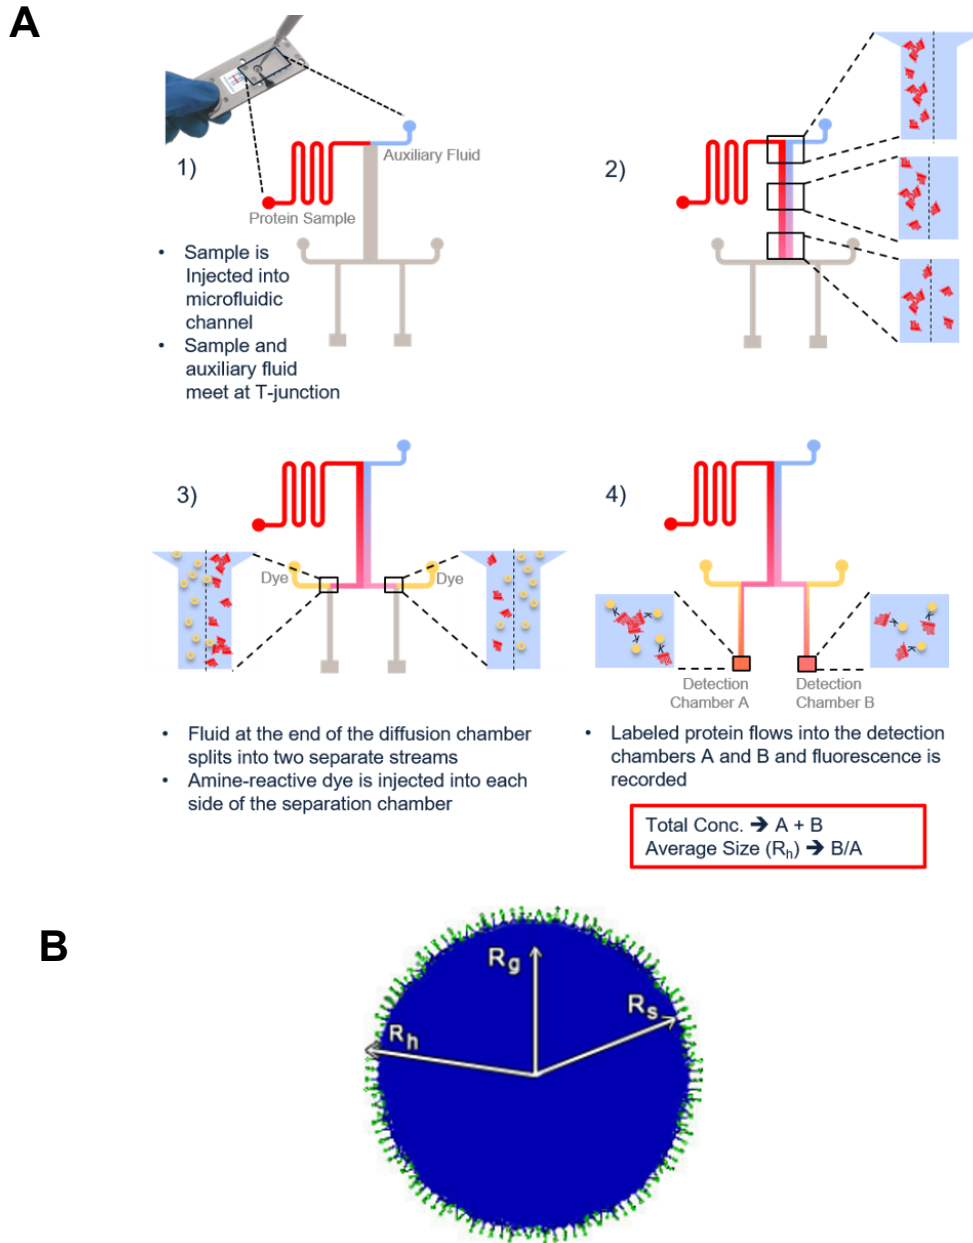 A
1)
Auxiliary Fluid
Protein Sample
• Sample is
Injected into
microfluidic
channel
• Sample and
auxiliary fluid
meet at T-junction
2)
3)
Dye
Dye
• Fluid at the end of the diffusion chamber
splits into two separate streams
• Amine-reactive dye is injected into each
side of the separation chamber
4)
Detection
Chamber A
Detection
Chamber B
• Labeled protein flows into the detection
chambers A and B and fluorescence is
recorded
Total Conc. ➔ A + B
Average Size (Rh) ➔ B/A
B
Rg
Rs
Rh